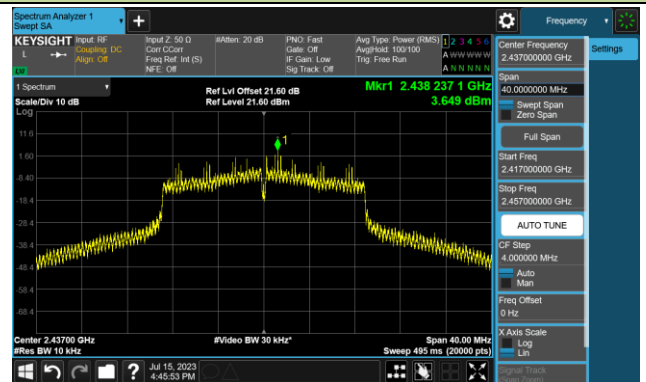 Spectrum Analyzer 1
Swept SA
Frequency
KEYSIGHT
L
Input: RF
Coupling: DC
Align: Off
Input Z: 50 Ω
Corr CCorr
Freq Ref: Int (S)
NFE: Off
#Atten: 20 dB
PNO: Fast
Gate: Off
IF Gain: Low
Sig Track: Off
Avg Type: Power (RMS)
Avg|Hold: 100/100
Trig: Free Run
1 2 3 4 5 6
A W W W W W
A N N N N N
LW
1 Spectrum
Scale/Div 10 dB
Log
Ref Lvl Offset 21.60 dB
Ref Level 21.60 dBm
Mkr1 2.438 237 1 GHz
3.649 dBm
1
11.6
1.60
-8.40
-18.4
-28.4
-38.4
-48.4
-58.4
-68.4
Center 2.43700 GHz
#Res BW 10 kHz
#Video BW 30 kHz*
Span 40.00 MHz
Sweep 495 ms (20000 pts)
Jul 15, 2023
4:45:53 PM
Center Frequency
2.437000000 GHz
Settings
Span
40.0000000 MHz
Swept Span
Zero Span
Full Span
Start Freq
2.417000000 GHz
Stop Freq
2.457000000 GHz
AUTO TUNE
CF Step
4.000000 MHz
Auto
Man
Freq Offset
0 Hz
X Axis Scale
Log
Lin
Signal Track
(Span Zoom)